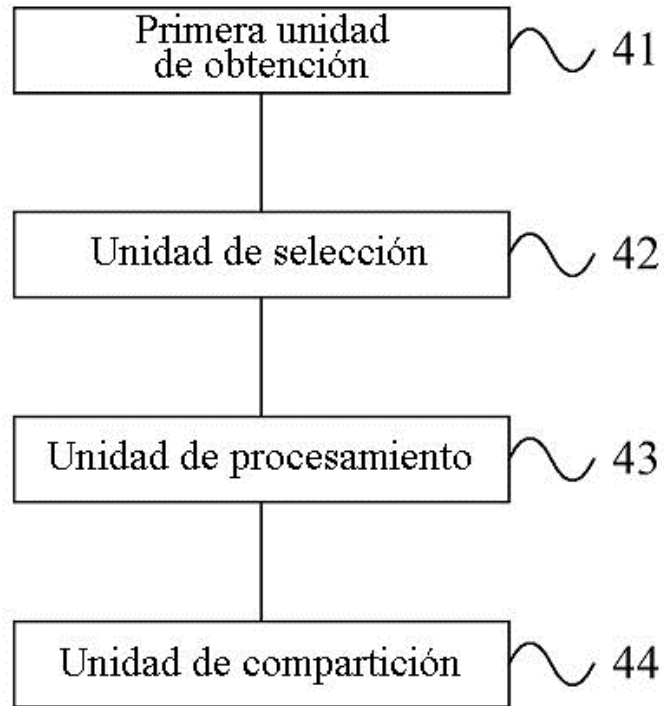 Primera unidad
de obtención
41
Unidad de selección
42
Unidad de procesamiento
43
Unidad de compartición
44